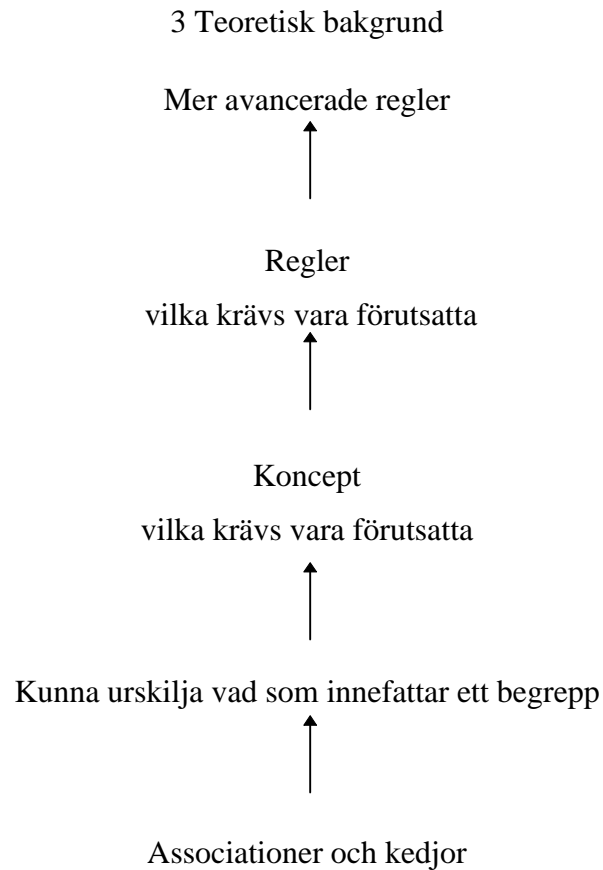 3 Teoretisk bakgrund
Mer avancerade regler
Regler
vilka krävs vara förutsatta
Koncept
vilka krävs vara förutsatta
Kunna urskilja vad som innefattar ett begrepp
Associationer och kedjor